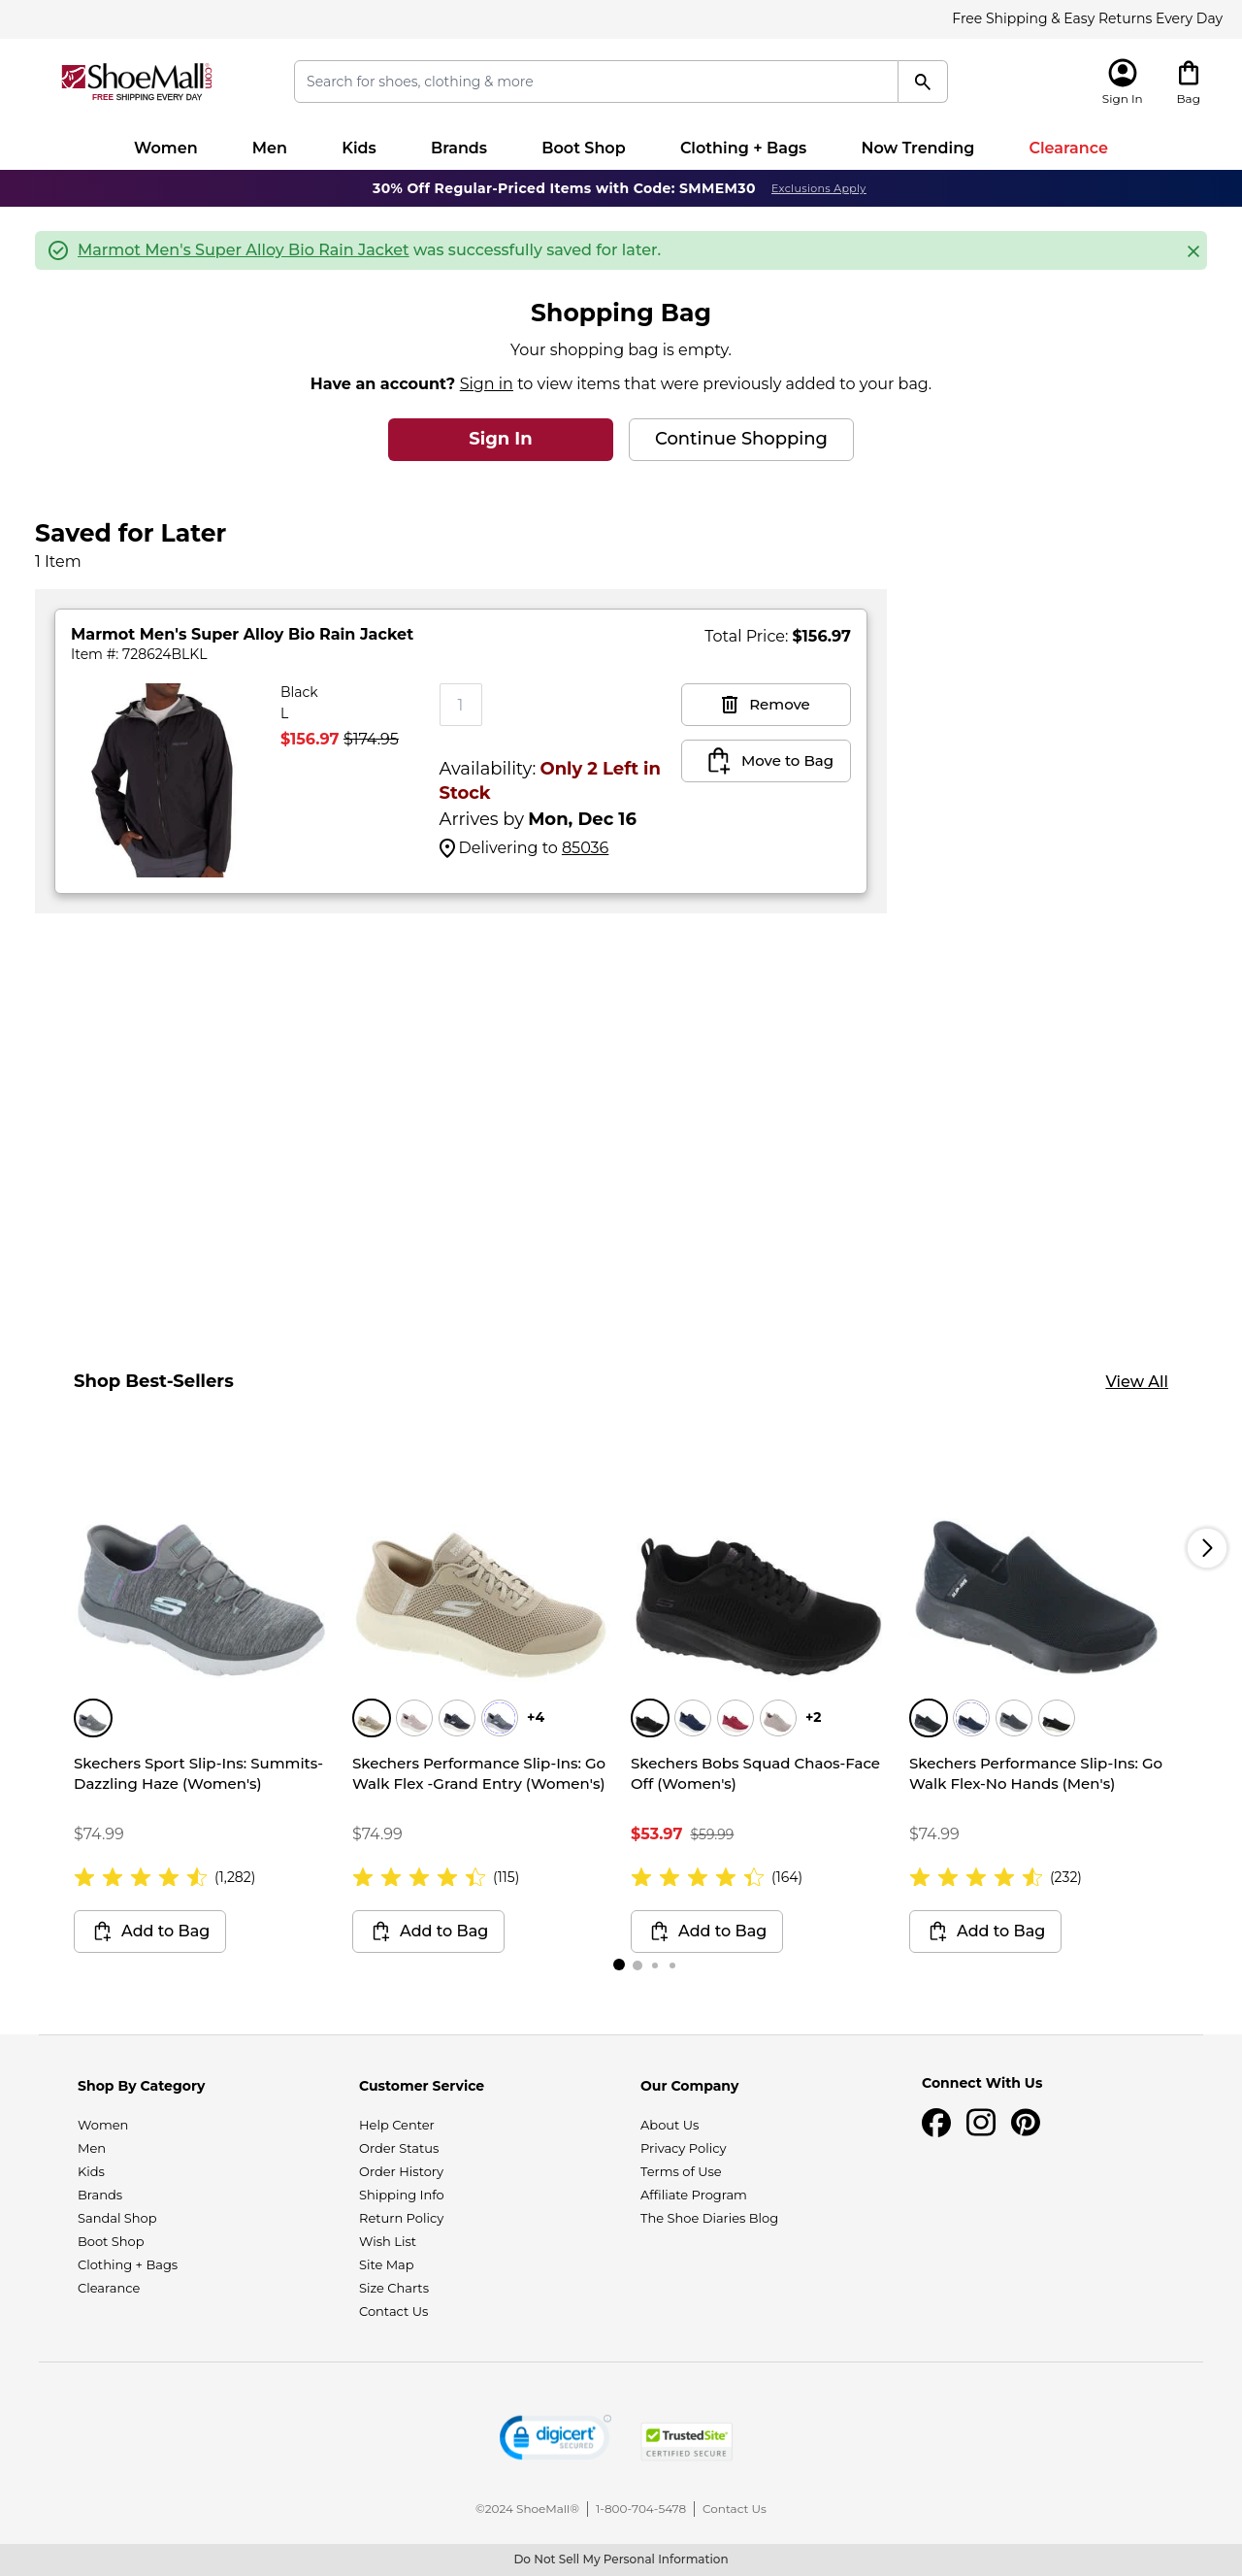 Free Shipping & Easy Returns Every Day
ShoeMall.com
FREE SHIPPING EVERY DAY
Search for shoes, clothing & more
Sign In
Bag
Women
Men
Kids
Brands
Boot Shop
Clothing + Bags
Now Trending
Clearance
30% Off Regular-Priced Items with Code: SMMEM30 Exclusions Apply
Marmot Men's Super Alloy Bio Rain Jacket was successfully saved for later.
Shopping Bag
Your shopping bag is empty.
Have an account? Sign in to view items that were previously added to your bag.
Sign In
Continue Shopping
Saved for Later
1 Item
Marmot Men's Super Alloy Bio Rain Jacket
Item #: 728624BLKL
Total Price: $156.97
Black
L
$156.97 $174.95
1
Availability: Only 2 Left in
Stock
Arrives by Mon, Dec 16
Delivering to 85036
Remove
Move to Bag
Shop Best-Sellers
View All
+4
+2
Skechers Sport Slip-Ins: Summits-
Dazzling Haze (Women's)
$74.99
(1,282)
Add to Bag
Skechers Performance Slip-Ins: Go
Walk Flex -Grand Entry (Women's)
$74.99
(115)
Add to Bag
Skechers Bobs Squad Chaos-Face
Off (Women's)
$53.97 $59.99
(164)
Add to Bag
Skechers Performance Slip-Ins: Go
Walk Flex-No Hands (Men's)
$74.99
(232)
Add to Bag
Shop By Category
Women
Men
Kids
Brands
Sandal Shop
Boot Shop
Clothing + Bags
Clearance
Customer Service
Help Center
Order Status
Order History
Shipping Info
Return Policy
Wish List
Site Map
Size Charts
Contact Us
Our Company
About Us
Privacy Policy
Terms of Use
Affiliate Program
The Shoe Diaries Blog
Connect With Us
digicert
SECURED
TrustedSite
CERTIFIED SECURE
©2024 ShoeMall® | 1-800-704-5478 | Contact Us
Do Not Sell My Personal Information